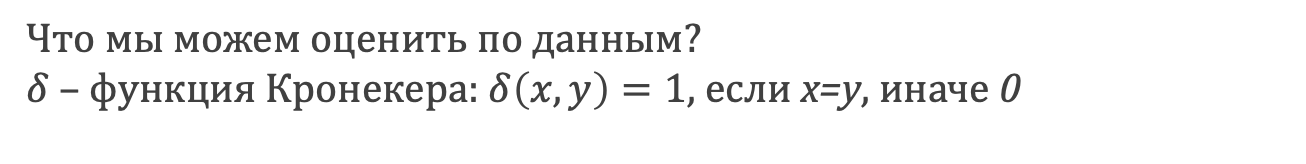 Что мы можем оценить по данным?
δ – функция Кронекера: δ(x, y) = 1, если x=y, иначе 0